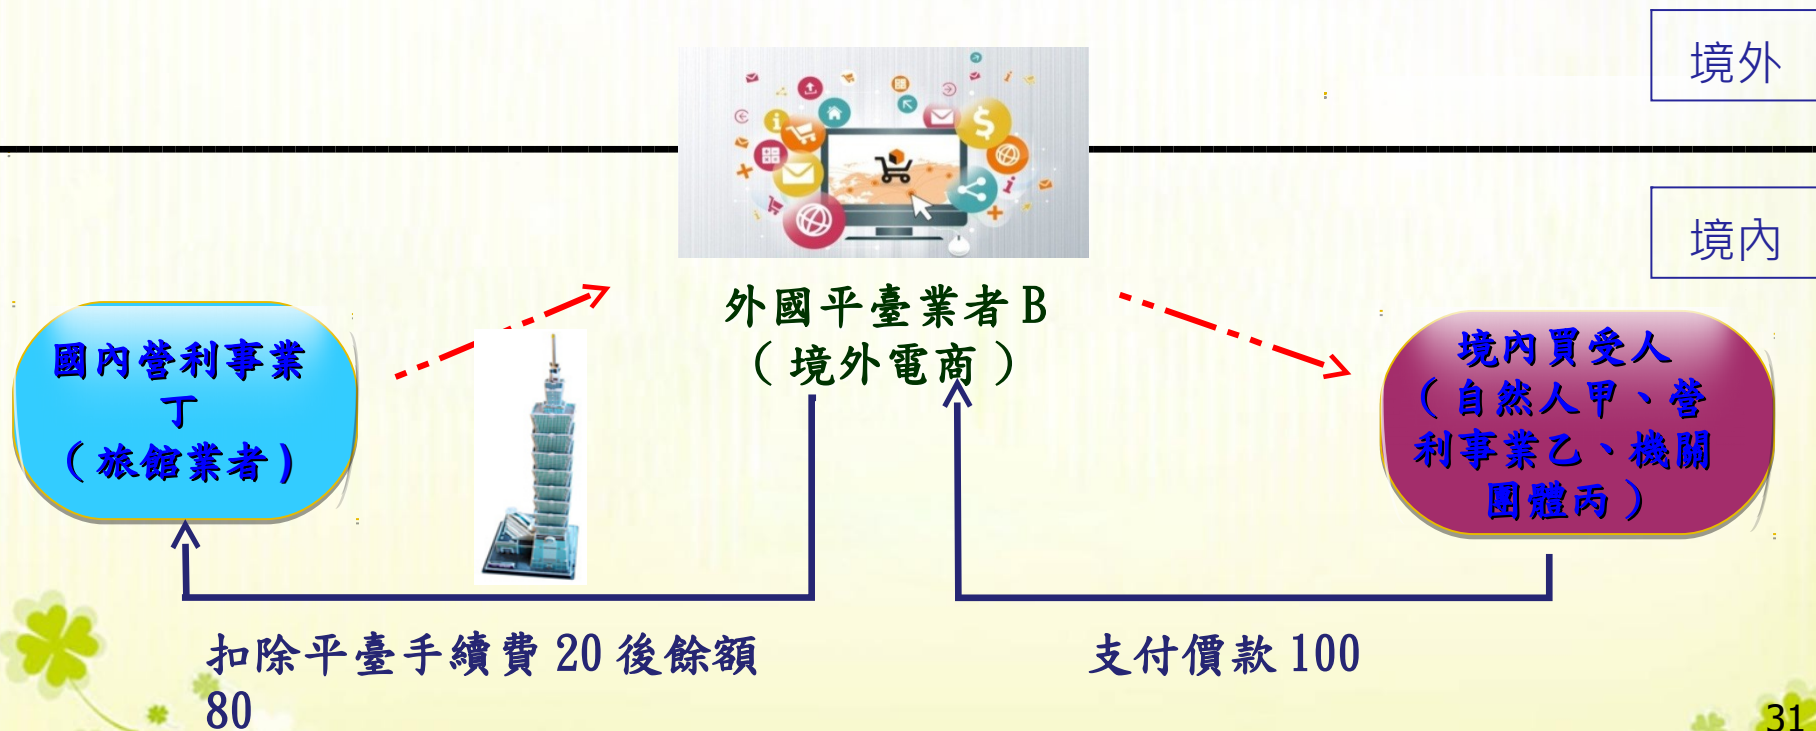 境外
境內
外國平臺業者B
（境外電商）
國內營利事業
丁
（旅館業者)
境內買受人
（自然人甲、營
利事業乙、機關
團體丙）
扣除平臺手續費20後餘額
80
支付價款100
31